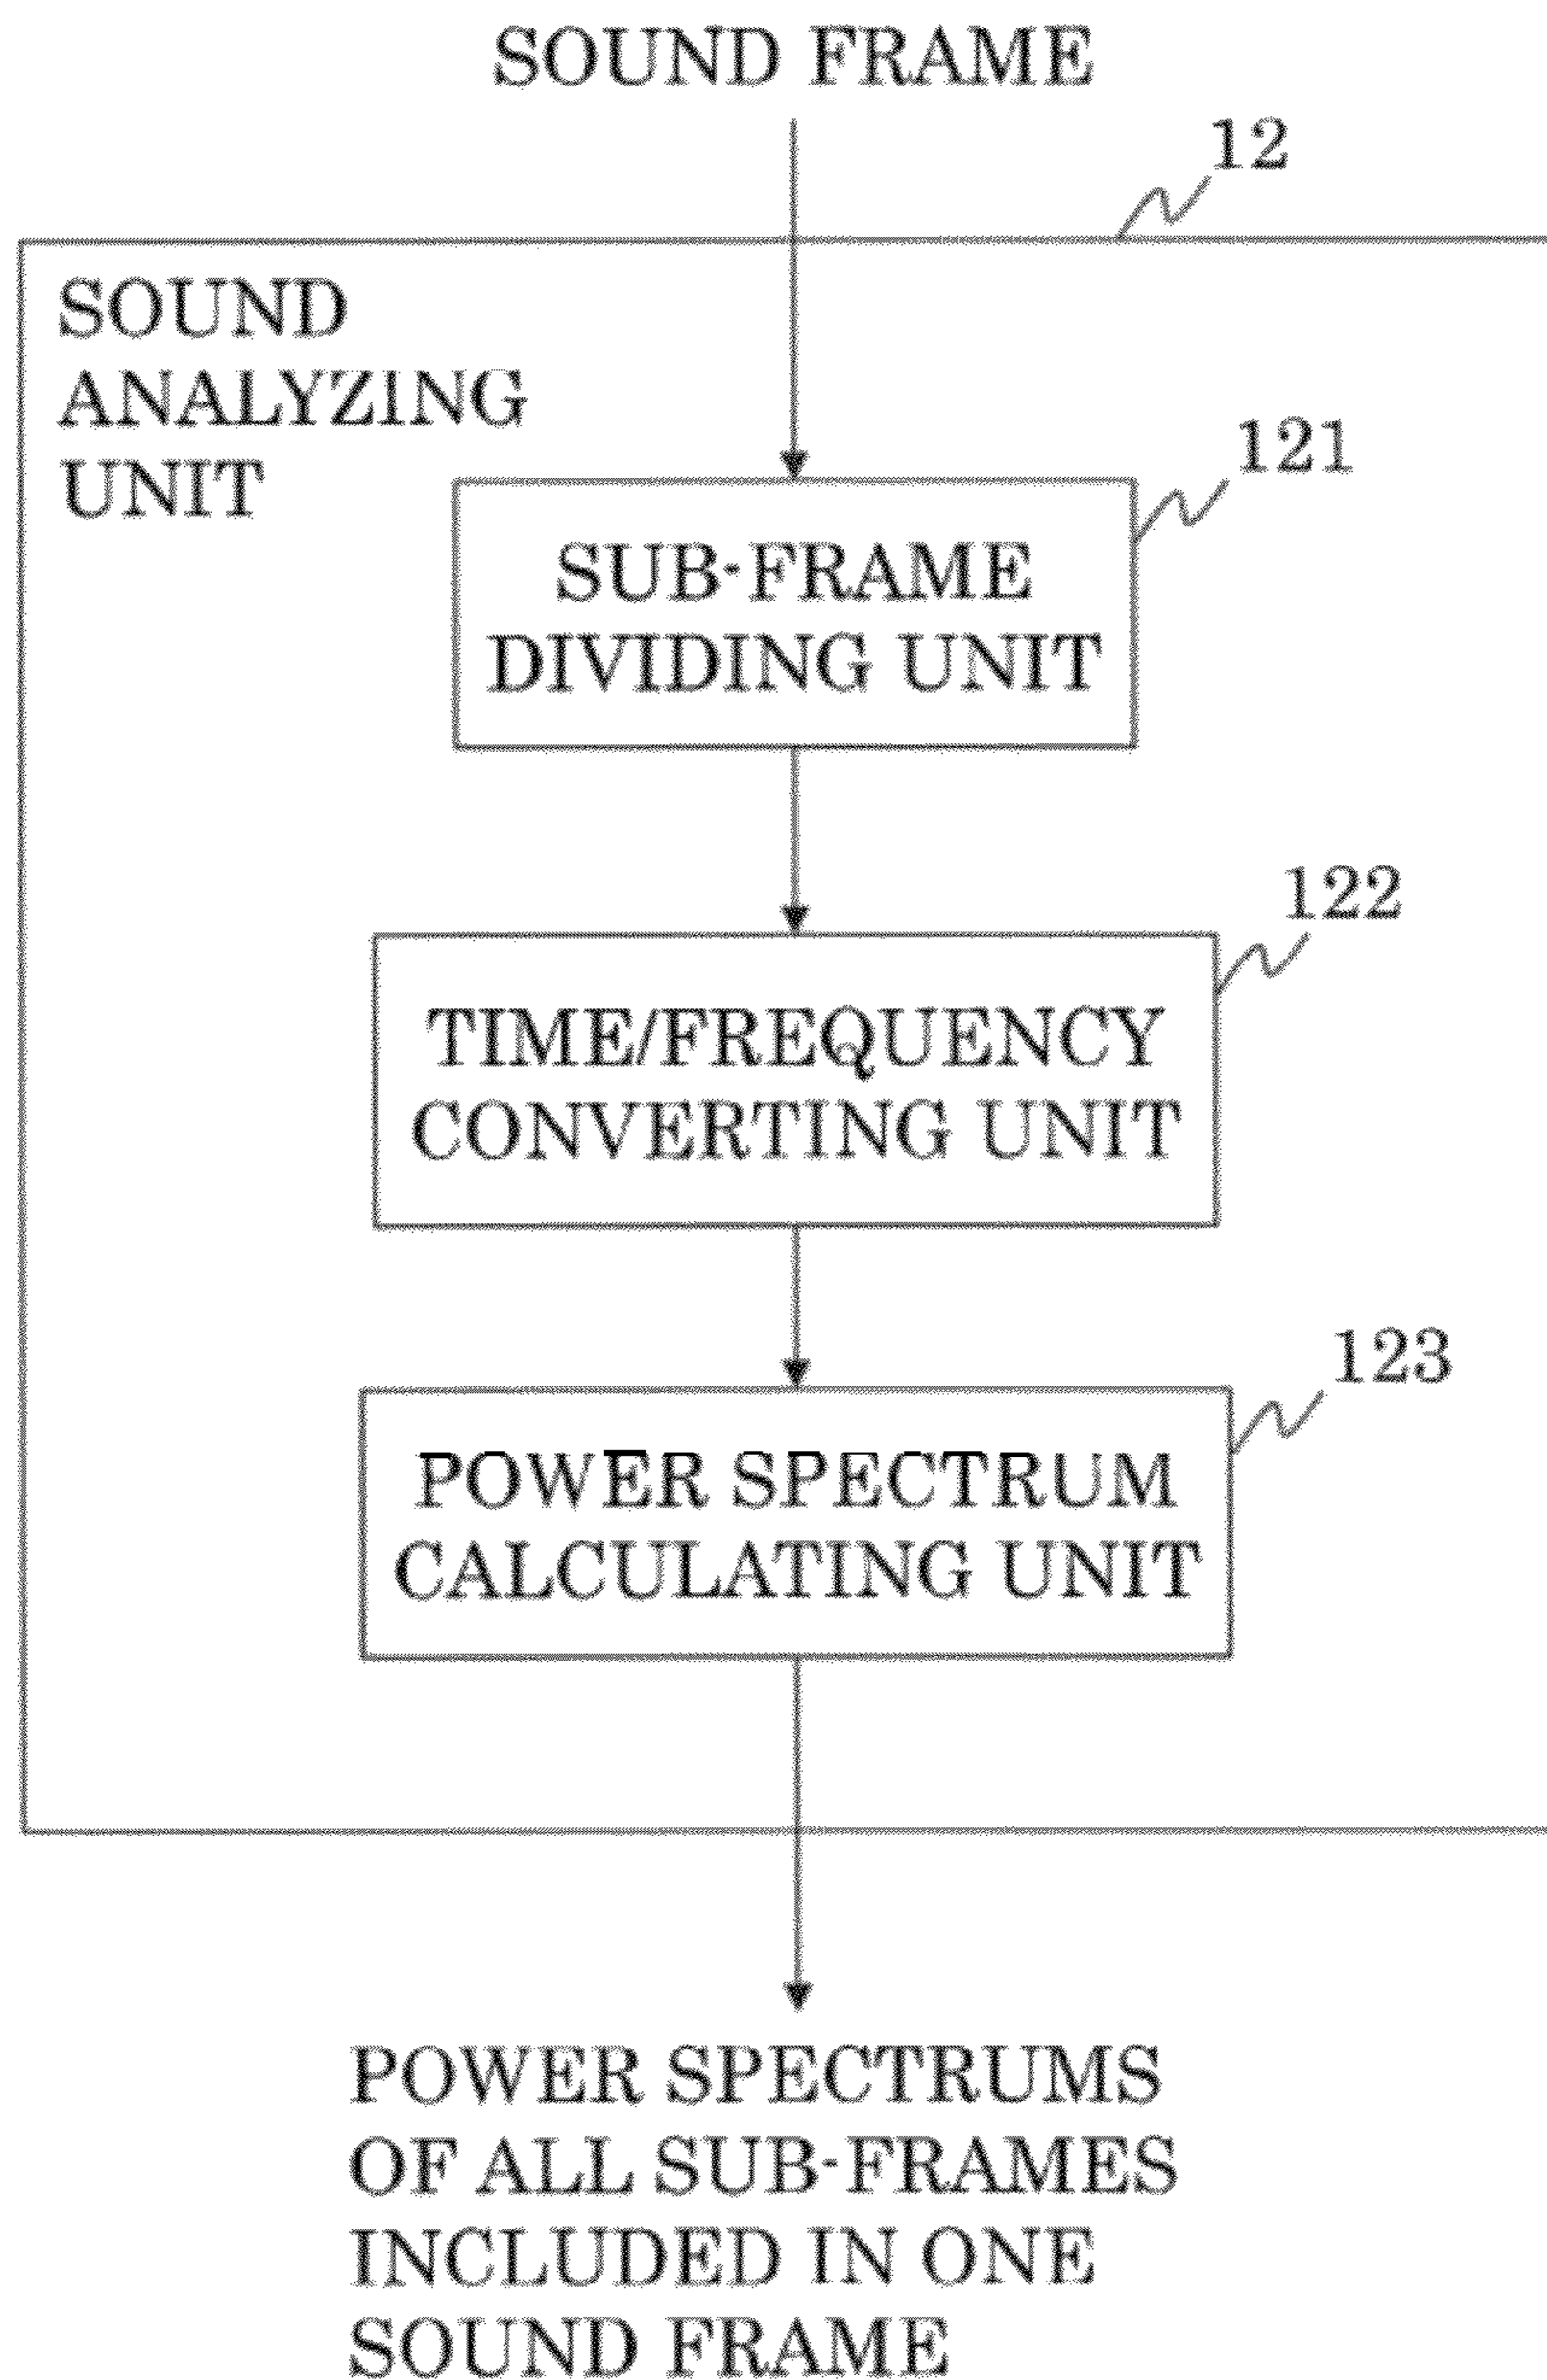 SOUND FRAME
12
SOUND
ANALYZING
UNIT
121
SUB-FRAME
DIVIDING UNIT
122
TIME/FREQUENCY
CONVERTING UNIT
123
POWER SPECTRUM
CALCULATING UNIT
POWER SPECTRUMS
OF ALL SUB-FRAMES
INCLUDED IN ONE
SOUND FRAME